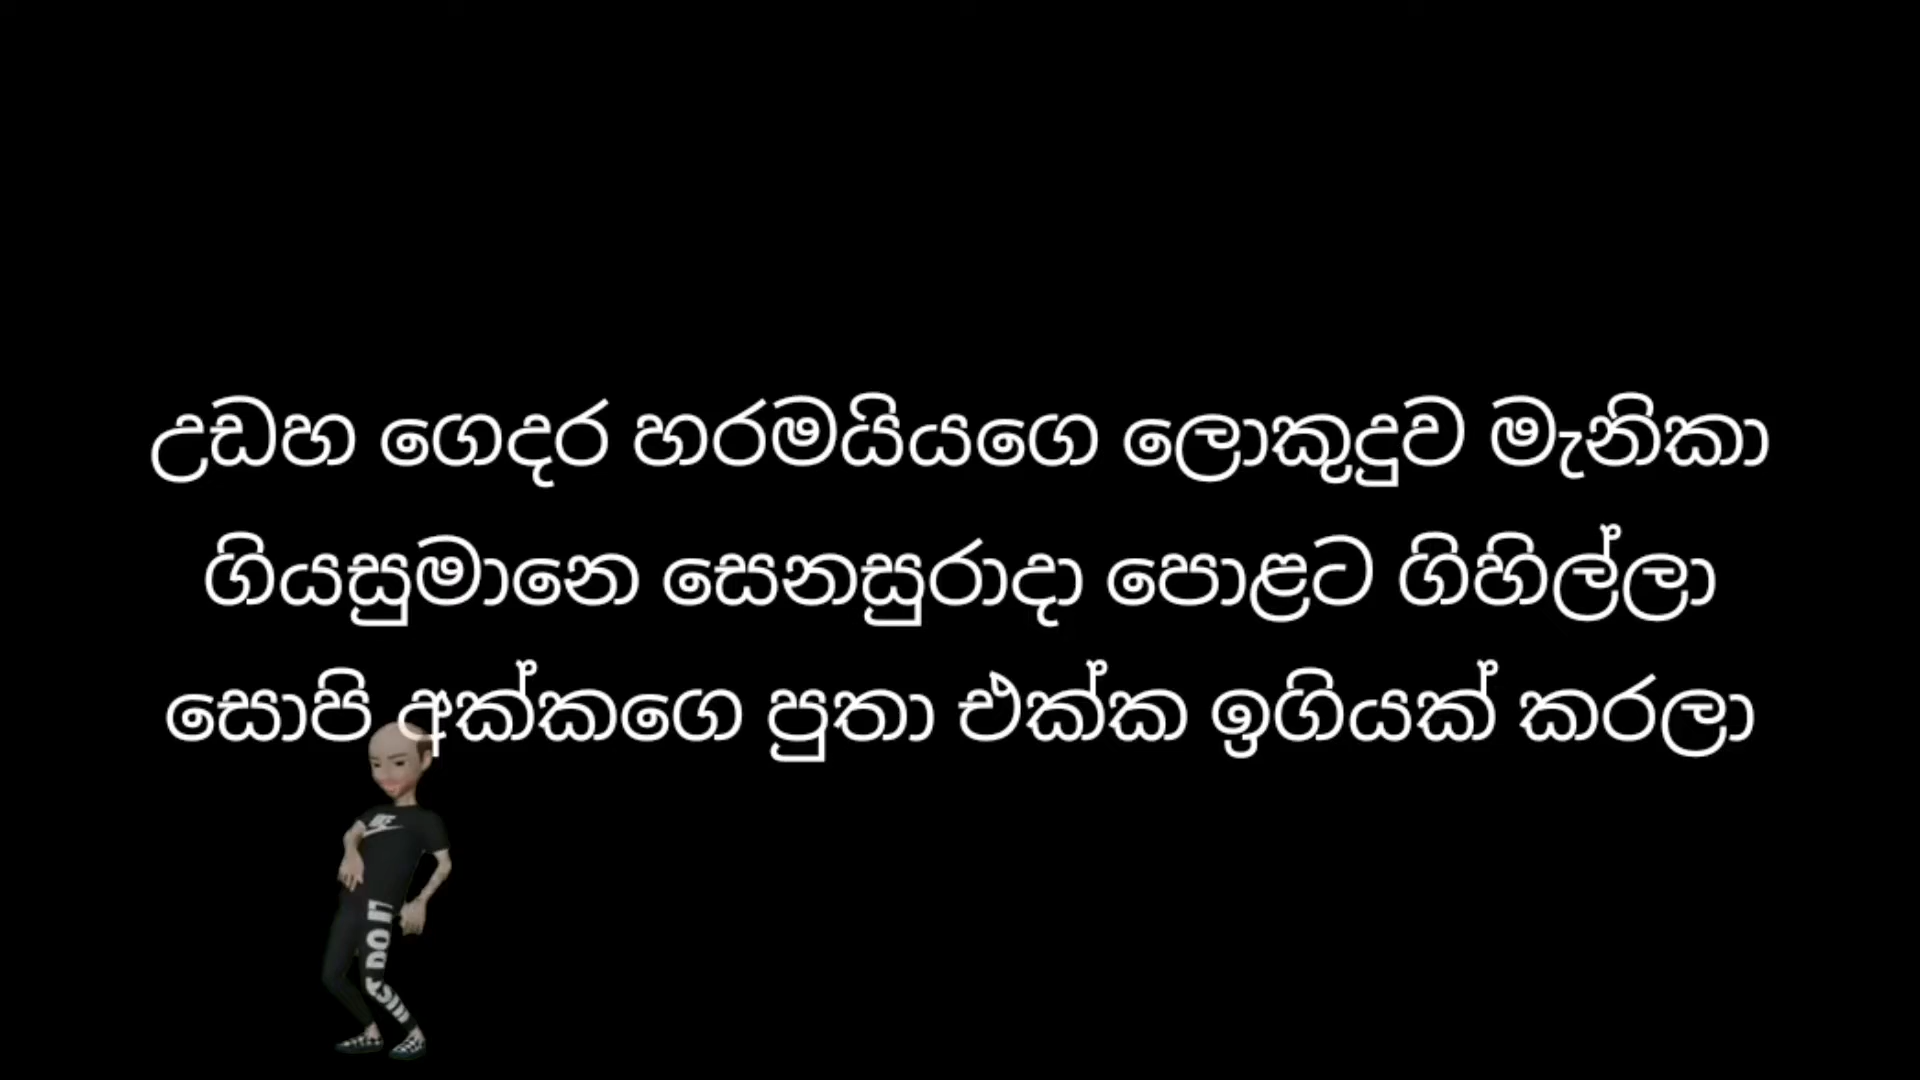 උඩහ ගෙදර හරමයියගෙ ලොකුදුව මැනිකා
ගියසුමානෙ සෙනසුරාදා පොළට ගිහිල්ලා
සොපි අක්කගෙ පුතා එක්ක ඉගියක් කරලා